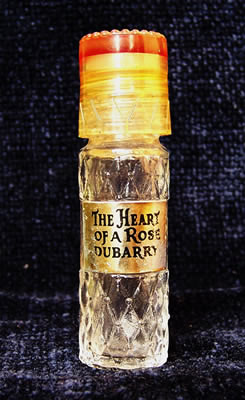 THE HEART
OF A ROSE
DUBARRY